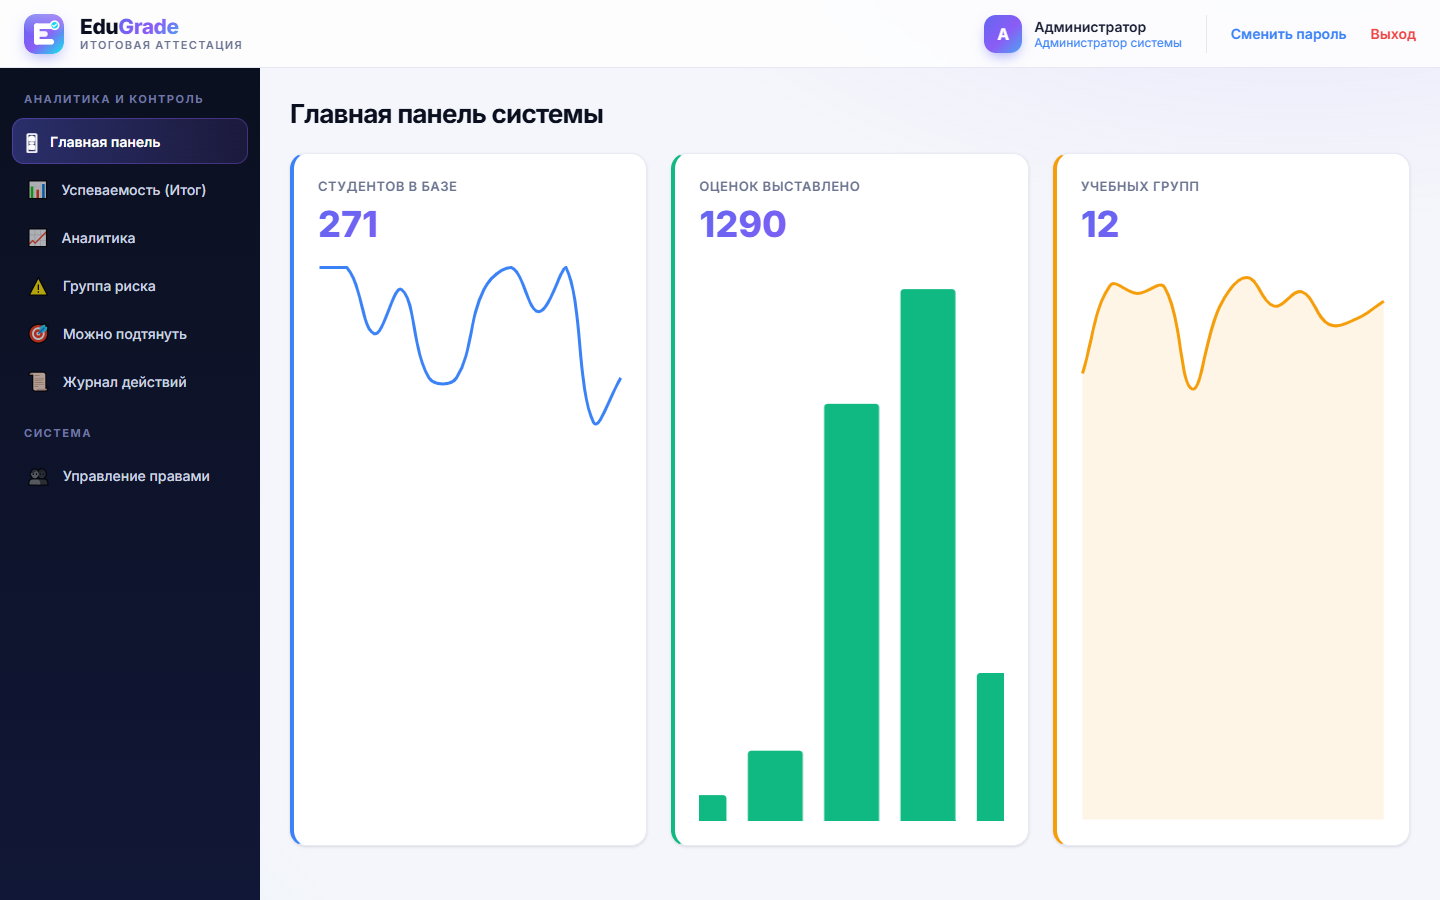 EduGrade
ИТОГОВАЯ АТТЕСТАЦИЯ
А
Администратор
Администратор системы
Сменить пароль
Выход
АНАЛИТИКА И КОНТРОЛЬ
Главная панель
Успеваемость (Итог)
Аналитика
Группа риска
Можно подтянуть
Журнал действий
СИСТЕМА
Управление правами
Главная панель системы
СТУДЕНТОВ В БАЗЕ
271
ОЦЕНОК ВЫСТАВЛЕНО
1290
УЧЕБНЫХ ГРУПП
12